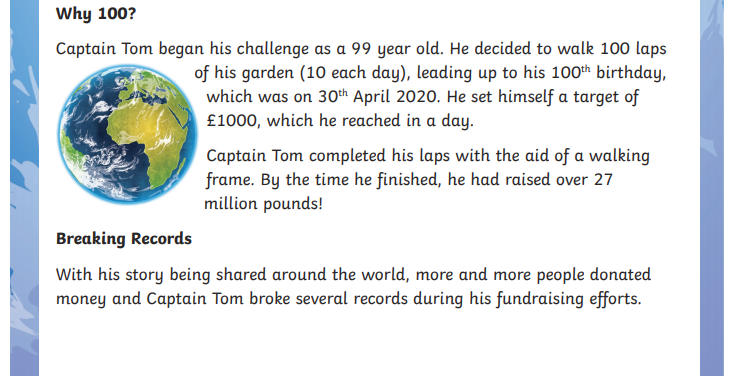 Why 100?
Captain Tom began his challenge as a 99 year old. He decided to walk 100 laps
of his garden (10 each day), leading up to his 100th birthday,
which was on 30th April 2020. He set himself a target of
£1000, which he reached in a day.
Captain Tom completed his laps with the aid of a walking
frame. By the time he finished, he had raised over 27
million pounds!
Breaking Records
With his story being shared around the world, more and more people donated
money and Captain Tom broke several records during his fundraising efforts.